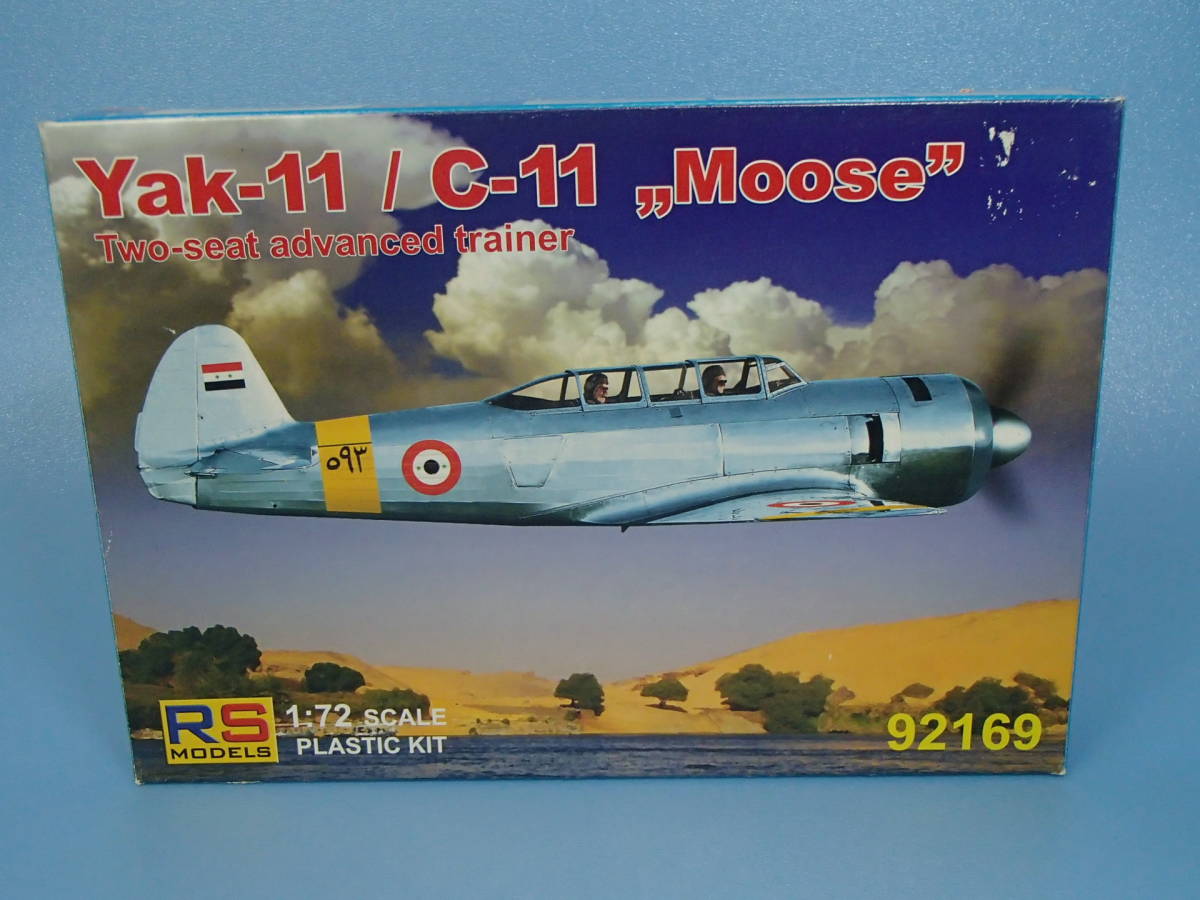 Yak-11 / C-11 „Moose”
Two-seat advanced trainer
٥٩٣
RS
MODELS
1:72 SCALE
PLASTIC KIT
92169